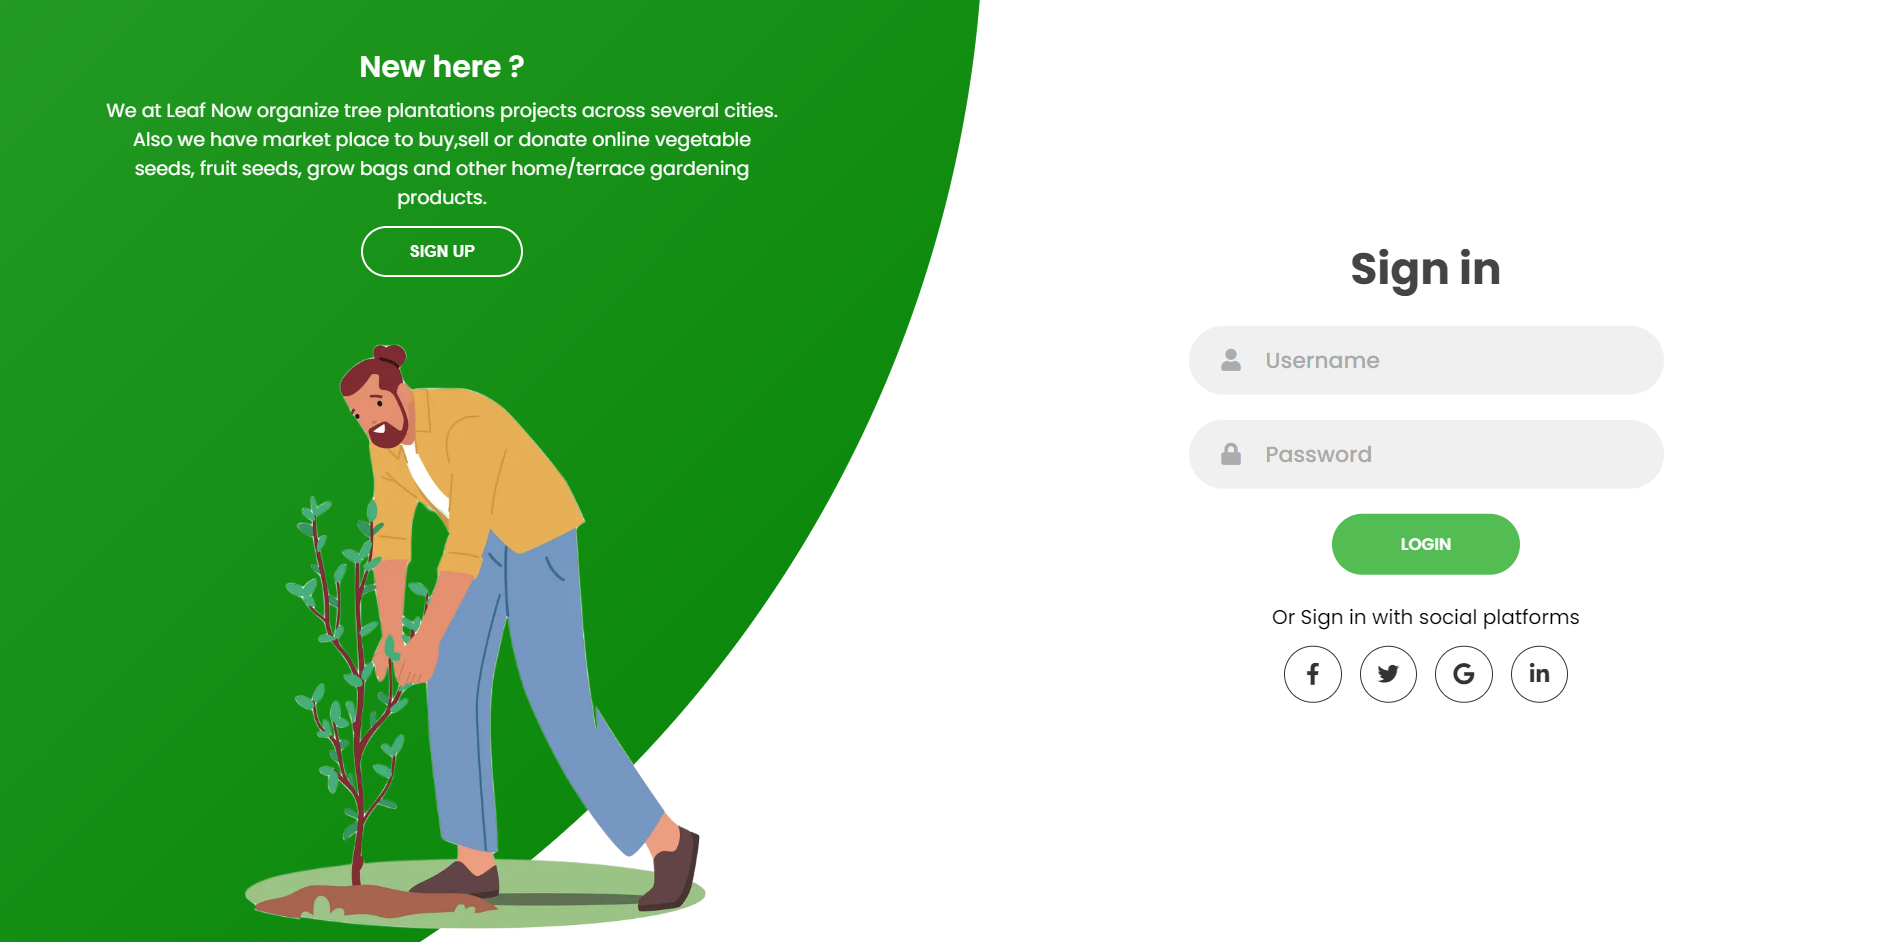 New here ?
We at Leaf Now organize tree plantations projects across several cities.
Also we have market place to buy,sell or donate online vegetable
seeds, fruit seeds, grow bags and other home/terrace gardening
products.
SIGN UP
Sign in
Username
Password
LOGIN
Or Sign in with social platforms